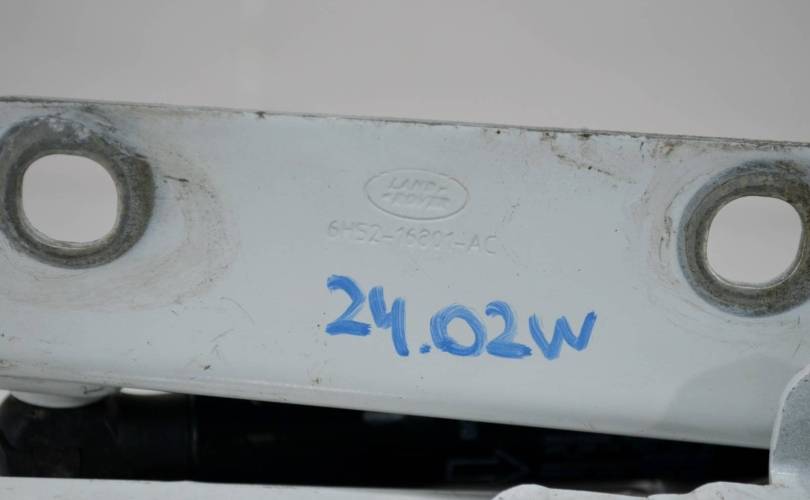 LAND
ROVER
6H52-16801-AC
24.02W